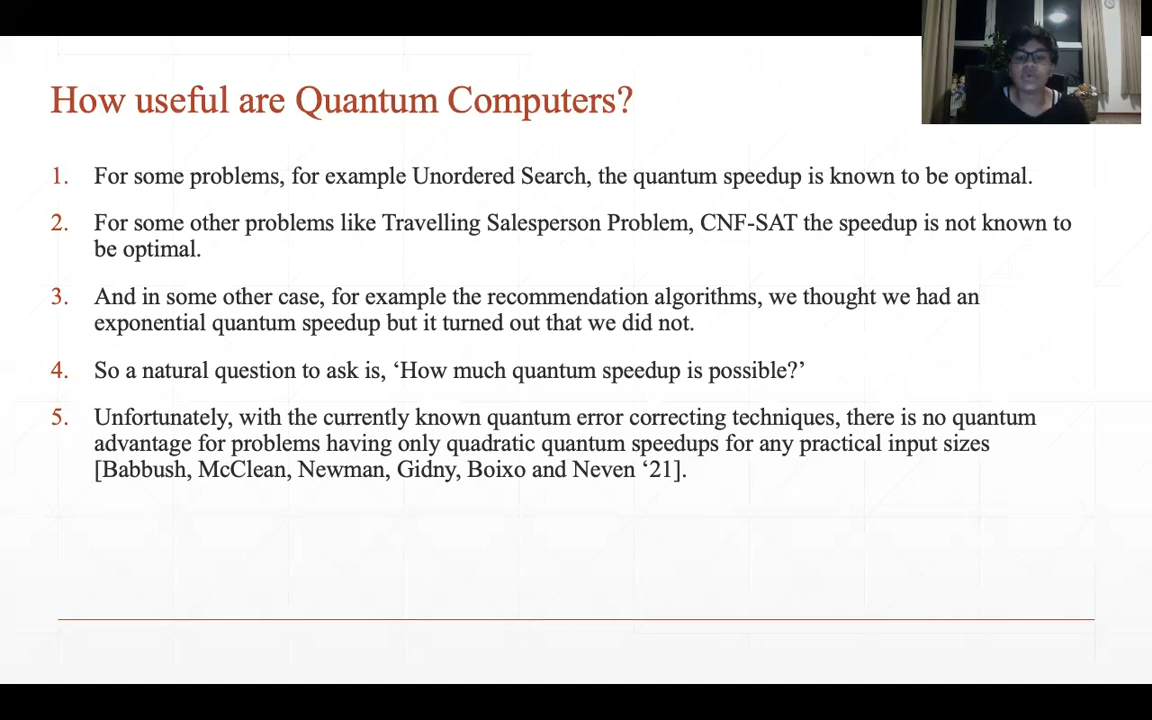 How useful are Quantum Computers?
1. For some problems, for example Unordered Search, the quantum speedup is known to be optimal.
2. For some other problems like Travelling Salesperson Problem, CNF-SAT the speedup is not known to
be optimal.
3. And in some other case, for example the recommendation algorithms, we thought we had an
exponential quantum speedup but it turned out that we did not.
4. So a natural question to ask is, ‘How much quantum speedup is possible?’
5. Unfortunately, with the currently known quantum error correcting techniques, there is no quantum
advantage for problems having only quadratic quantum speedups for any practical input sizes
[Babbush, McClean, Newman, Gidny, Boixo and Neven ‘21].